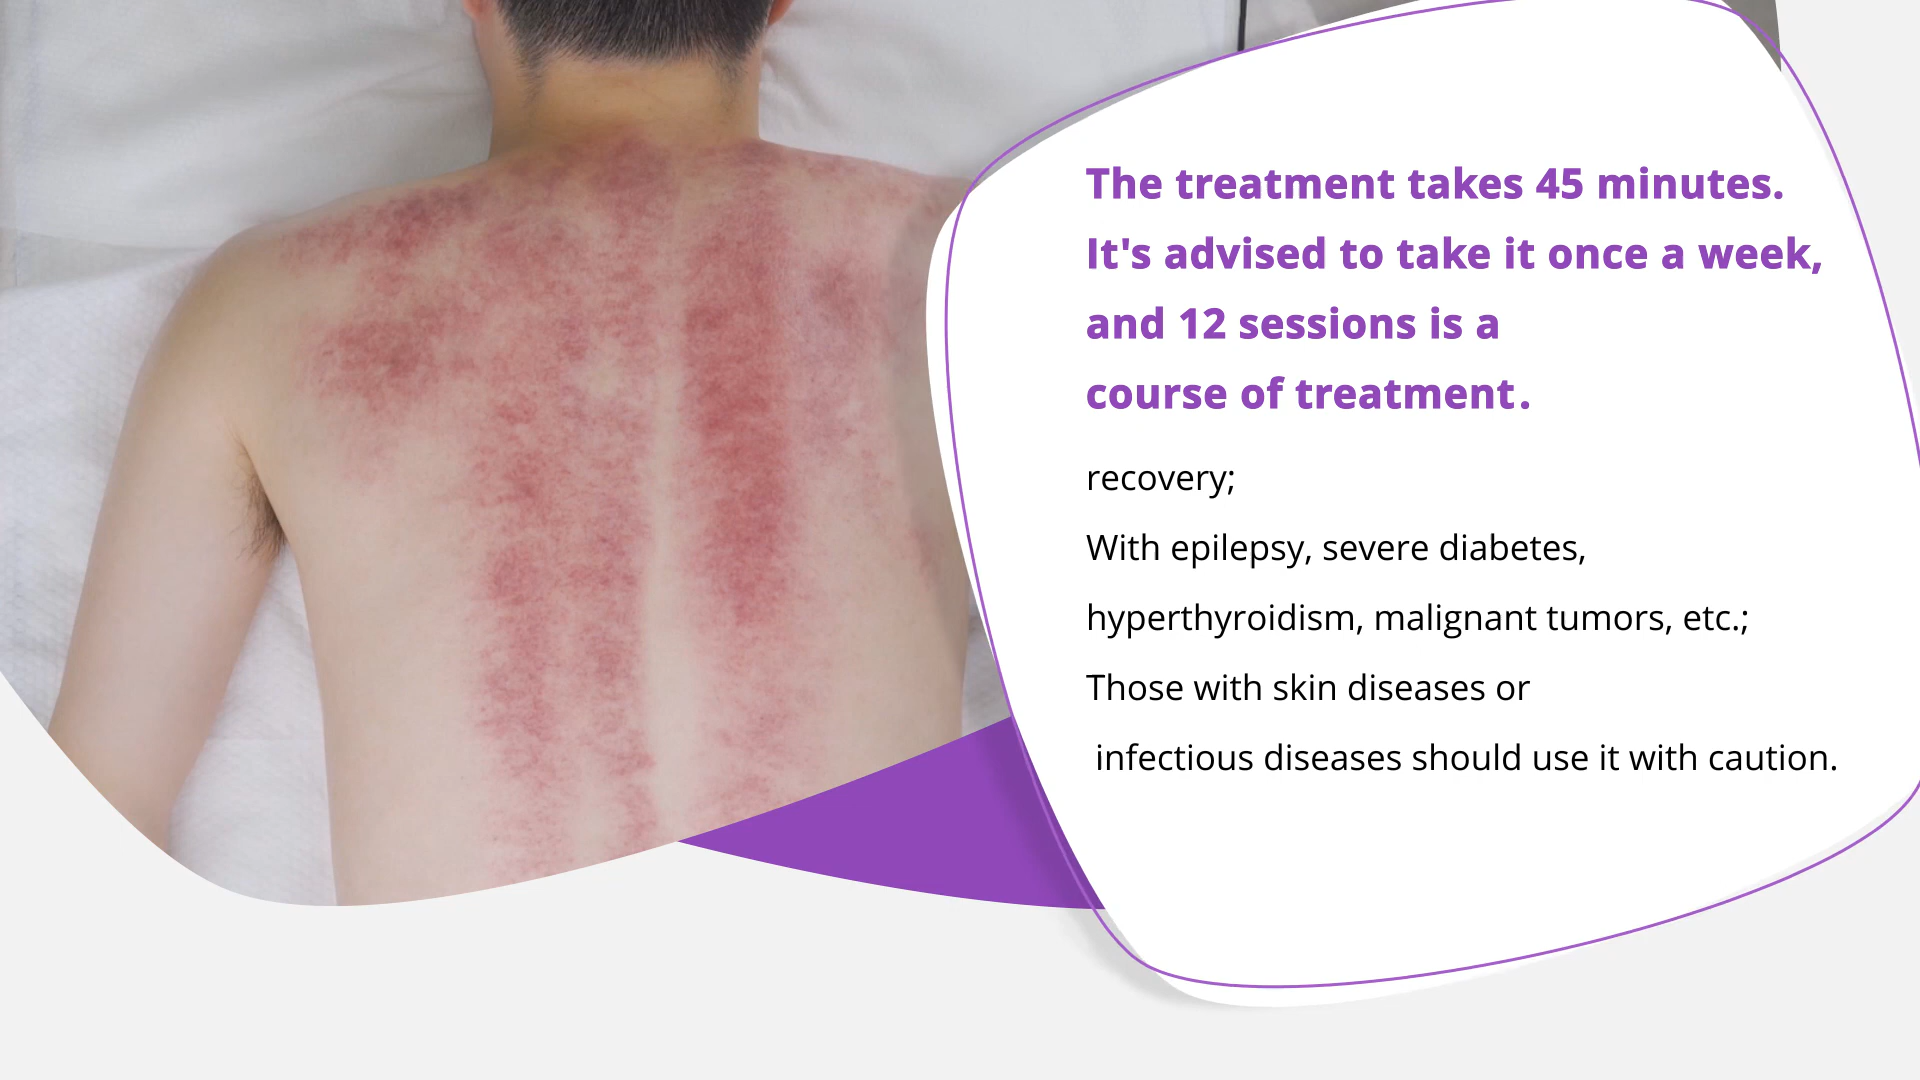 The treatment takes 45 minutes.
It's advised to take it once a week,
and 12 sessions is a
course of treatment.
recovery;
With epilepsy, severe diabetes,
hyperthyroidism, malignant tumors, etc.;
Those with skin diseases or
infectious diseases should use it with caution.